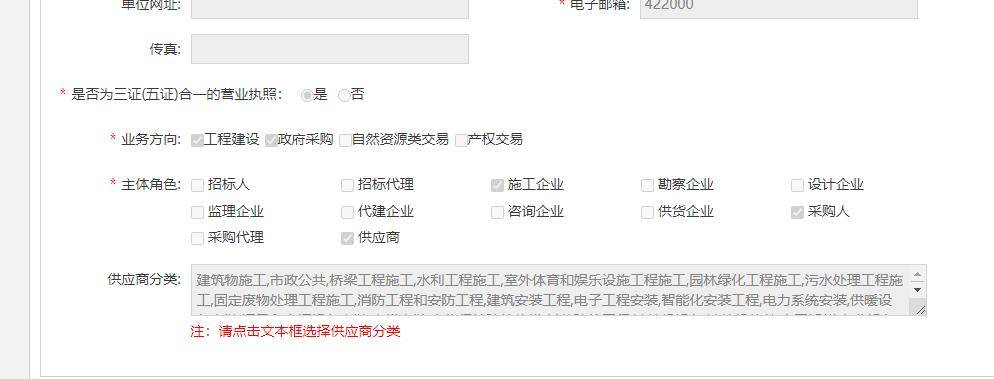 单位网址: * 电子邮箱: 422000
传真:
* 是否为三证(五证)合一的营业执照: 是 否
* 业务方向: 工程建设 政府采购 自然资源类交易 产权交易
* 主体角色: 招标人 招标代理 施工企业 勘察企业 设计企业
监理企业 代建企业 咨询企业 供货企业 采购人
采购代理 供应商
供应商分类: 建筑物施工,市政公共,桥梁工程施工,水利工程施工,室外体育和娱乐设施工程施工,园林绿化工程施工,污水处理工程施
工,固定废物处理工程施工,消防工程和安防工程,建筑安装工程,电子工程安装,智能化安装工程,电力系统安装,供暖设
注：请点击文本框选择供应商分类